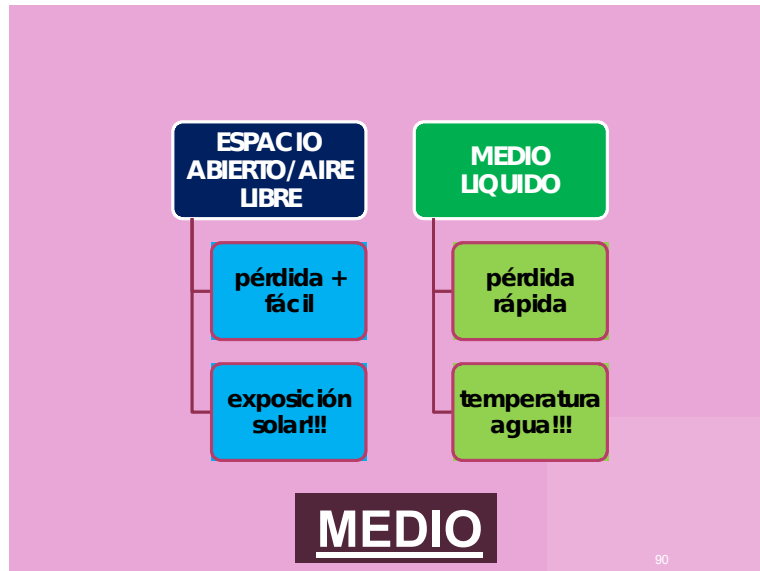 ESPACIO
ABIERTO/AIRE
LIBRE
pérdida +
fácil
exposición
solar!!!
MEDIO
LIQUIDO
pérdida
rápida
temperatura
agua!!!
MEDIO
90